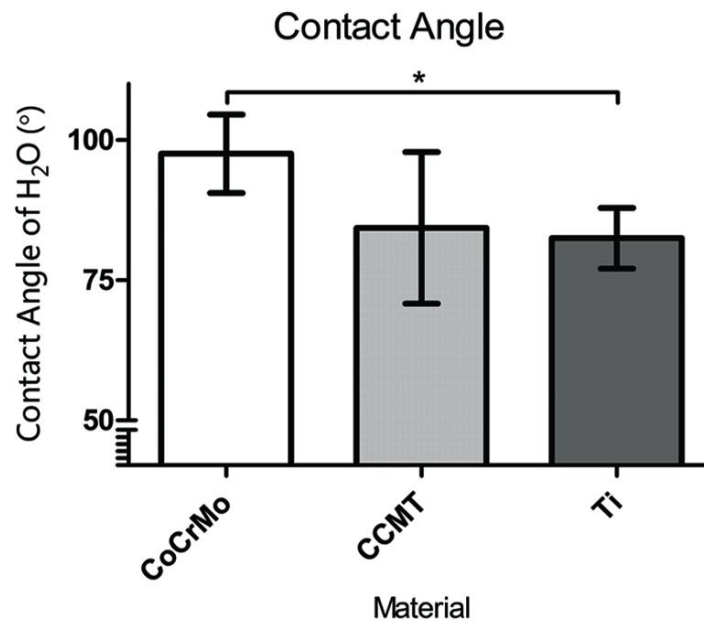 Contact Angle
*
Contact Angle of H₂O (°)
100
75
50
CoCrMo
CCMT
Ti
Material